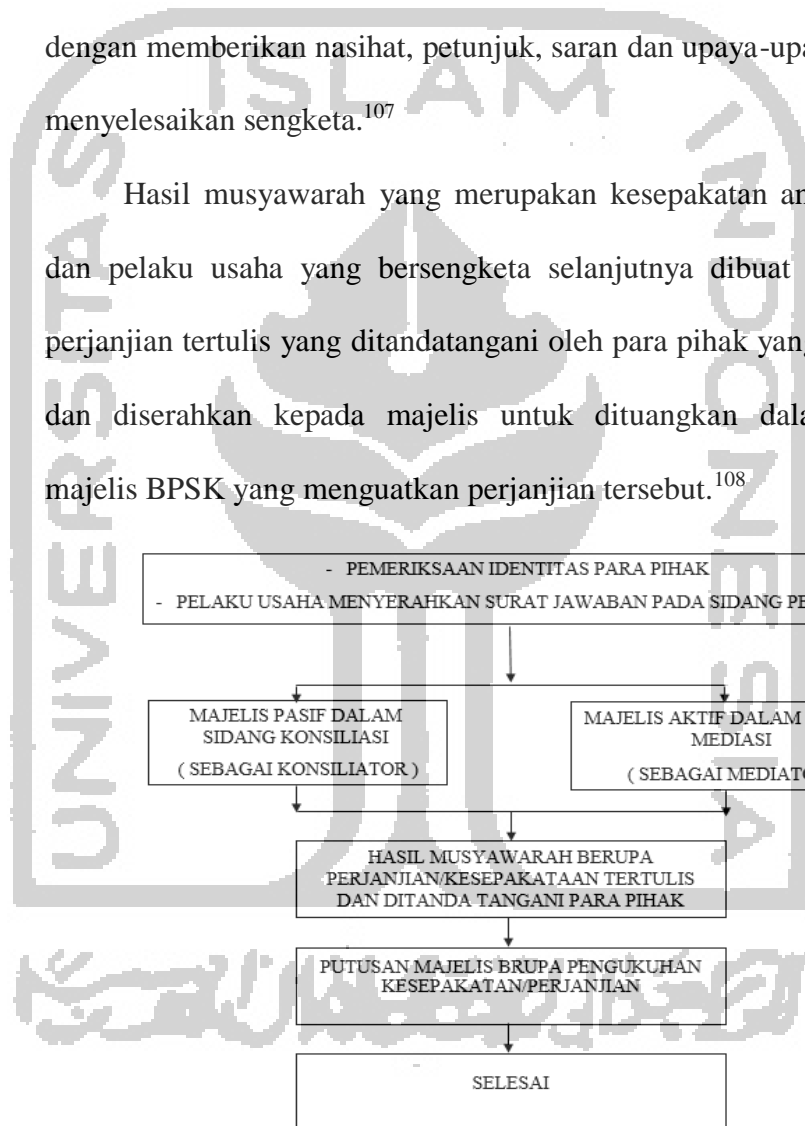 dengan memberikan nasihat, petunjuk, saran dan upaya-upa
menyelesaikan sengketa.107
Hasil musyawarah yang merupakan kesepakatan an
dan pelaku usaha yang bersengketa selanjutnya dibuat
perjanjian tertulis yang ditandatangani oleh para pihak yang
dan diserahkan kepada majelis untuk dituangkan dala
majelis BPSK yang menguatkan perjanjian tersebut.108
- PEMERIKSAAN IDENTITAS PARA PIHAK
- PELAKU USAHA MENYERAHKAN SURAT JAWABAN PADA SIDANG PE
MAJELIS PASIF DALAM
SIDANG KONSILIASI
( SEBAGAI KONSILIATOR )
MAJELIS AKTIF DALAM
MEDIASI
( SEBAGAI MEDIATO
HASIL MUSYAWARAH BERUPA
PERJANJIAN/KESEPAKATAAN TERTULIS
DAN DITANDA TANGANI PARA PIHAK
PUTUSAN MAJELIS BRUPA PENGUKUHAN
KESEPAKATAN/PERJANJIAN
SELESAI
UNIVERSITAS
ISLAM
INDONESIA